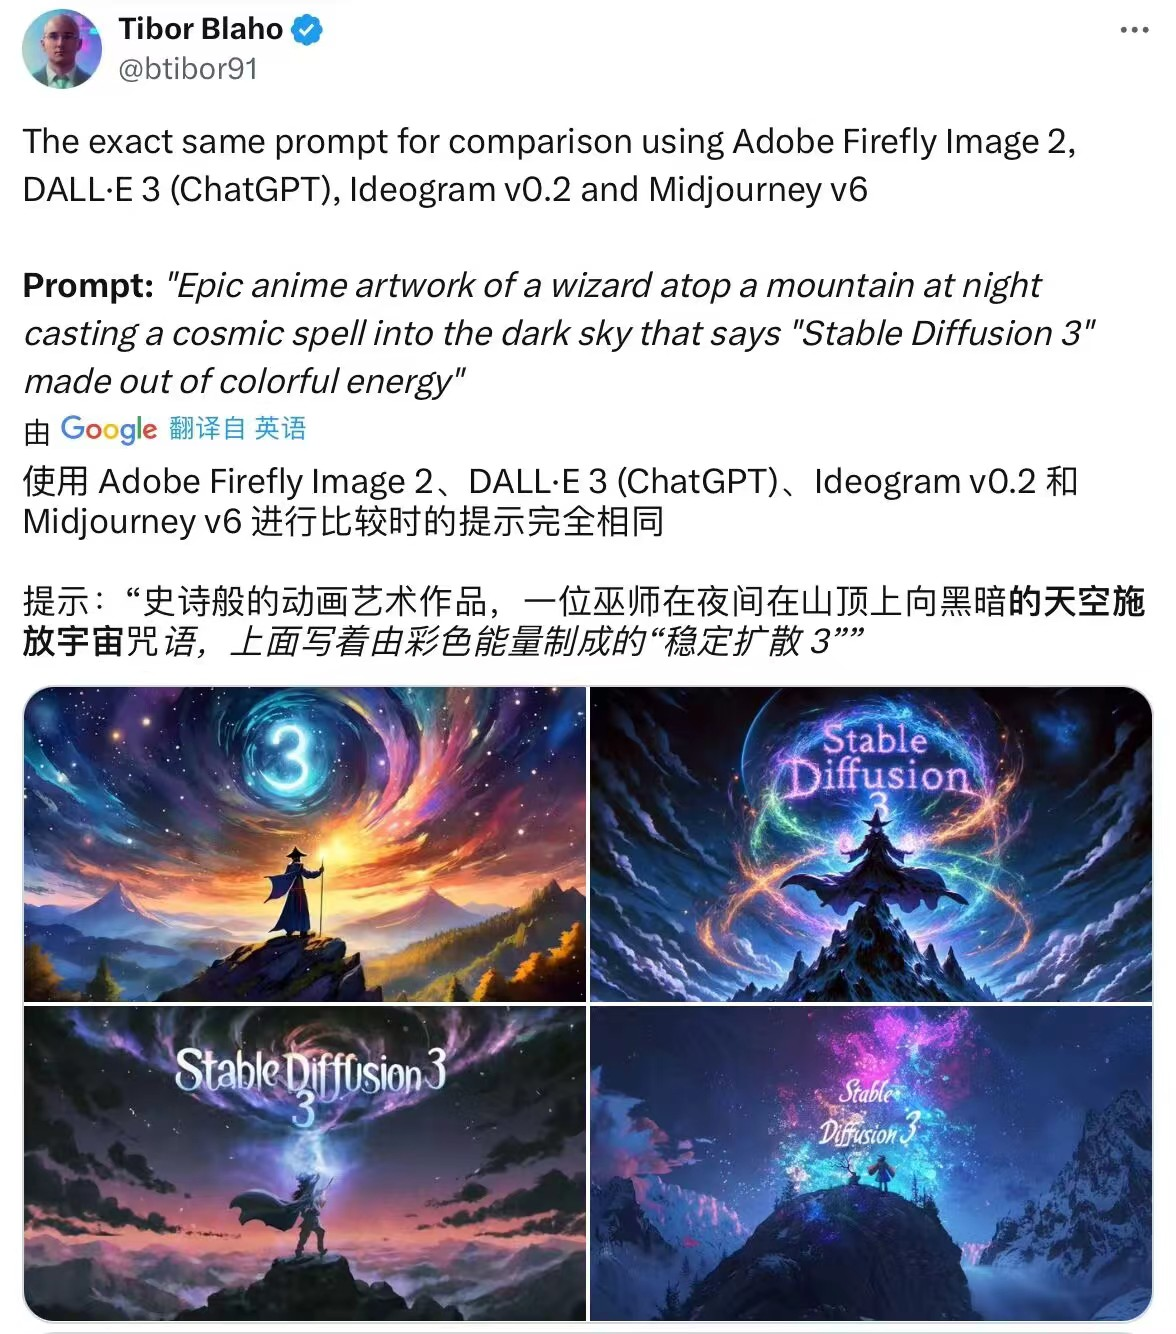 Tibor Blaho
@btibor91
The exact same prompt for comparison using Adobe Firefly Image 2,
DALL·E 3 (ChatGPT), Ideogram v0.2 and Midjourney v6
Prompt: "Epic anime artwork of a wizard atop a mountain at night
casting a cosmic spell into the dark sky that says "Stable Diffusion 3"
made out of colorful energy"
由 Google 翻译自 英语
使用 Adobe Firefly Image 2、DALL·E 3 (ChatGPT)、Ideogram v0.2 和
Midjourney v6 进行比较时的提示完全相同
提示：“史诗般的动画艺术作品，一位巫师在夜间在山顶上向黑暗的天空施
放宇宙咒语，上面写着由彩色能量制成的“稳定扩散 3””
3
Stable
Diffusion
3
Stable Diffusion 3
3
Stable
Diffusion 3